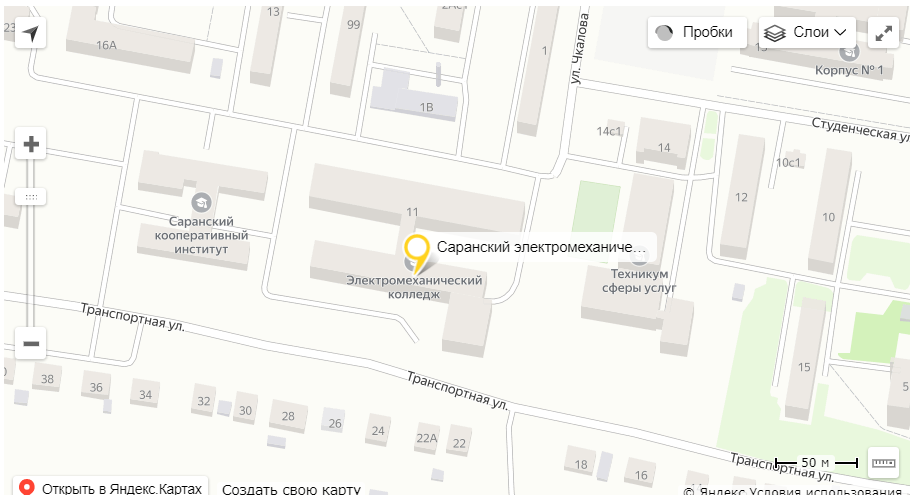 23
16А
13
99
2Ас1
1
Пробки
Слои
13
Корпус № 1
1В
ул. Чкалова
14с1
14
Студенческая ул
10с1
12
10
11
Саранский
кооперативный
институт
Саранский электромеханиче...
Электромеханический
колледж
Техникум
сферы услуг
Транспортная ул.
15
5
38
36
34
32
30
28
26
24
22А
22
Транспортная ул.
18
16
Транспортная ул.
50 м
Открыть в Яндекс.Картах
Создать свою карту
© Яндекс Условия использования